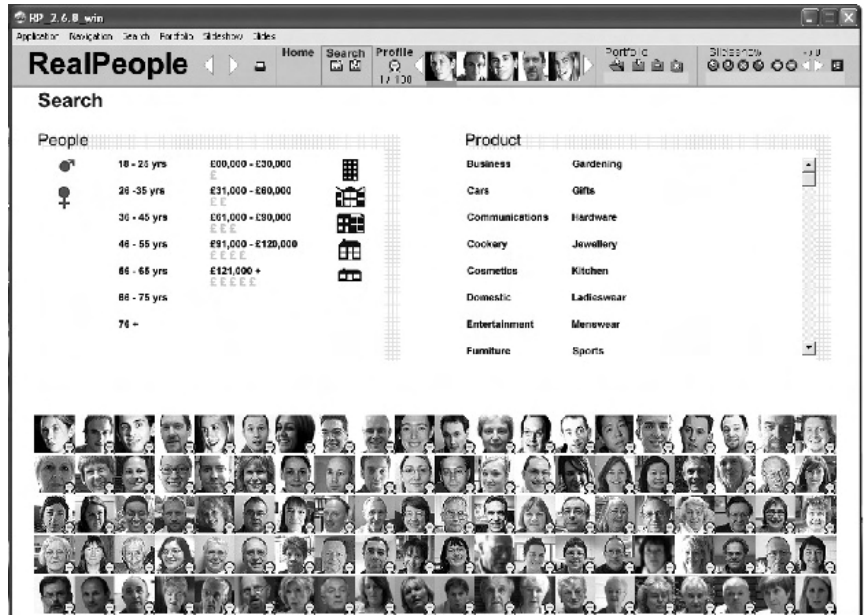 RP_2.6.8_win
Application Navigation Search Portfolio Slideshow Slides
RealPeople
Home
Search
Profile
1 / 100
Portfolio
Slideshow
Search
People
18 - 25 yrs £00,000 - £30,000
£
26 -35 yrs £31,000 - £60,000
£ £
36 - 45 yrs £61,000 - £90,000
£ £ £
46 - 55 yrs £91,000 - £120,000
£ £ £ £
56 - 65 yrs £121,000 +
£ £ £ £ £
66 - 75 yrs
76 +
Product
Business Gardening
Cars Gifts
Communications Hardware
Cookery Jewellery
Cosmetics Kitchen
Domestic Ladieswear
Entertainment Menswear
Furniture Sports